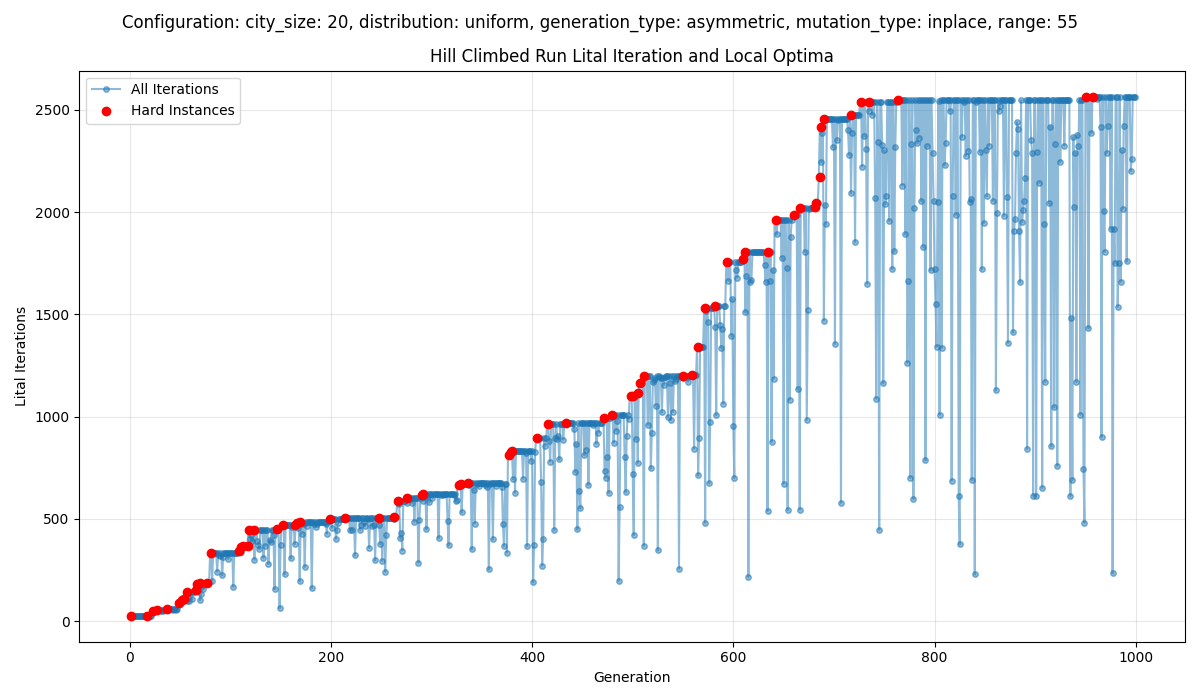 Configuration: city_size: 20, distribution: uniform, generation_type: asymmetric, mutation_type: inplace, range: 55
Hill Climbed Run Lital Iteration and Local Optima
All Iterations
Hard Instances
Lital Iterations
2500
2000
1500
1000
500
0
0 200 400 600 800 1000
Generation